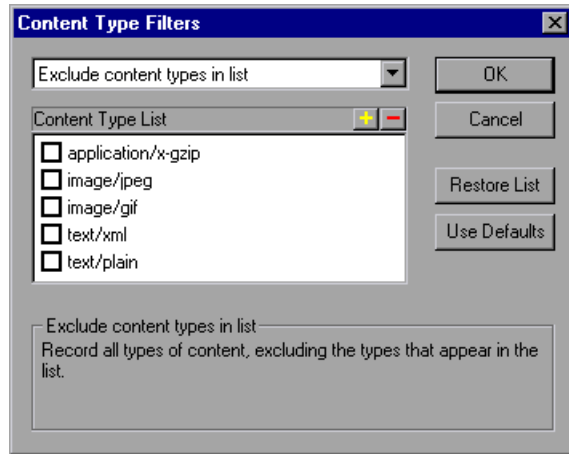 Content Type Filters
Exclude content types in list
OK
Content Type List
Cancel
application/x-gzip
image/jpeg
image/gif
text/xml
text/plain
Restore List
Use Defaults
Exclude content types in list
Record all types of content, excluding the types that appear in the
list.